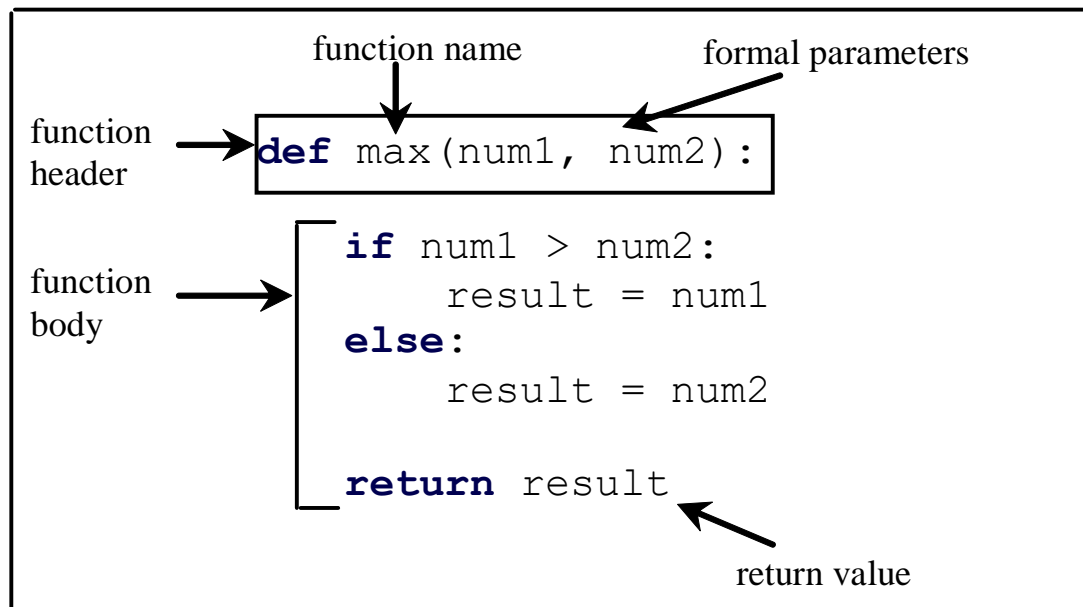 function name
formal parameters
function
header
def max(num1, num2):
if num1 > num2:
result = num1
function
body
else:
result = num2
return result
return value